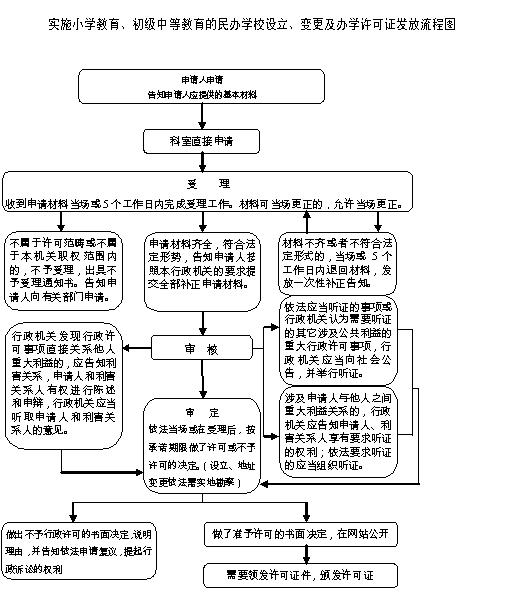 实施小学教育、初级中等教育的民办学校设立、变更及办学许可证发放流程图
申请人申请
告知申请人应提供的基本材料
科室直接申请
受 理
收到申请材料当场或5个工作日内完成受理工作。材料可当场更正的，允许当场更正。
不属于许可范畴或不属
于本机关职权范围内
的，不予受理，出具不
予受理通知书。告知申
请人向有关部门申请。
申请材料齐全，符合法
定形势，告知申请人按
照本行政机关的要求提
交全部补正申请材料。
材料不齐或者不符合法
定形式的，当场或 5 个
工作日内退回材料，发
放一次性补正告知。
行政机关发现行政许
可事项直接关系他人
重大利益的，应告知利
害关系，申请人和利害
关系人有权进行陈述
和申辩，行政机关应当
听取申请人和利害关
系人的意见。
审 核
依法应当听证的事项或
行政机关认为需要听证
的其它涉及公共利益的
重大行政许可事项，行
政机关应当向社会公
告，并举行听证。
审 定
依法当场或在受理后，按
承诺期限做了许可或不予
许可的决定。（设立、地址
变更依法需实地勘察）
涉及申请人与他人之间
重大利益关系的，行政
机关应告知申请人、利
害关系人享有要求听证
的权利；依法要求听证
的应当组织听证。
做出不予行政许可的书面决定，说明
理由，并告知依法申请复议，提起行
政诉讼的权利
做了准予许可的书面决定，在网站公开
需要领发许可证件，颁发许可证